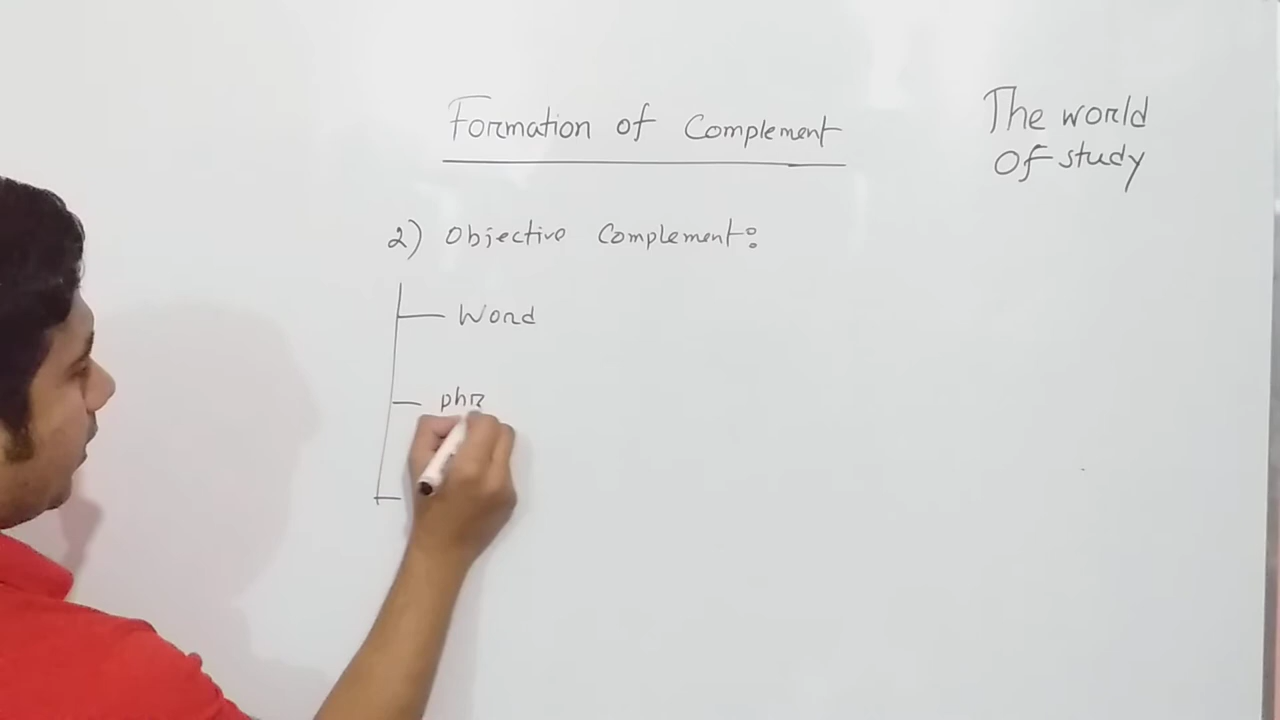 Formation of Complement
The world
Of study
2) Objective Complement:
Word
phr